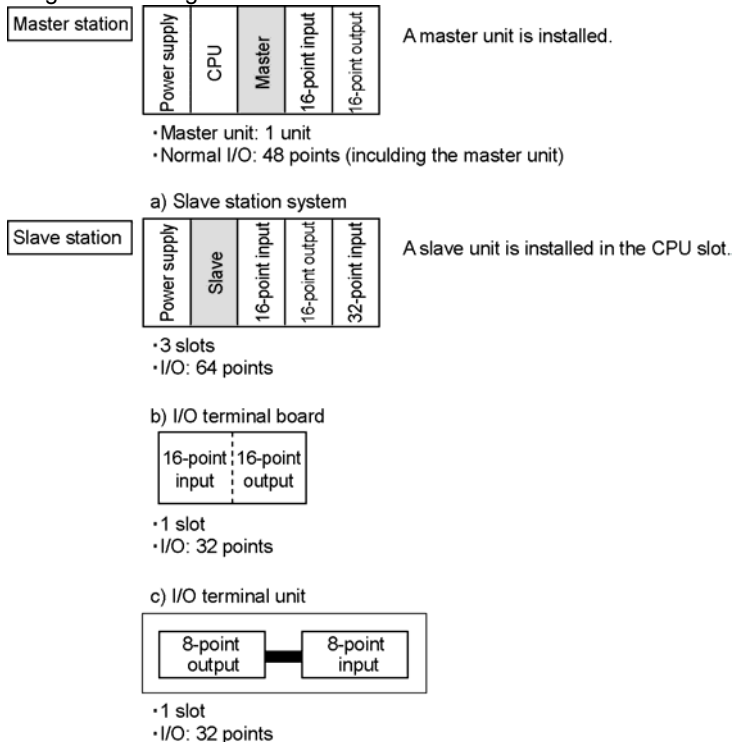 Master station
Power supply
CPU
Master
16-point input
16-point output
A master unit is installed.
・Master unit: 1 unit
・Normal I/O: 48 points (inculding the master unit)
a) Slave station system
Slave station
Power supply
Slave
16-point input
16-point output
32-point input
A slave unit is installed in the CPU slot.
・3 slots
・I/O: 64 points
b) I/O terminal board
16-point input
16-point output
・1 slot
・I/O: 32 points
c) I/O terminal unit
8-point output
8-point input
・1 slot
・I/O: 32 points